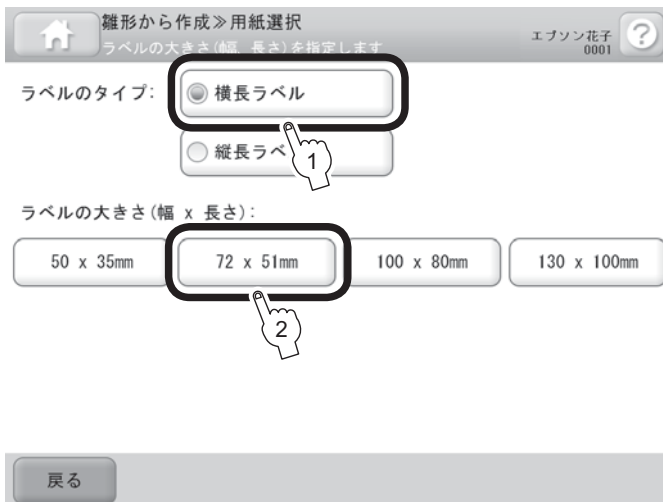 雛形から作成≫用紙選択
ラベルの大きさ(幅 長さ)を指定します
エプソン花子
0001
?
ラベルのタイプ:
横長ラベル
縦長ラベ
1
ラベルの大きさ(幅 x 長さ):
50 x 35mm
72 x 51mm
100 x 80mm
130 x 100mm
2
戻る